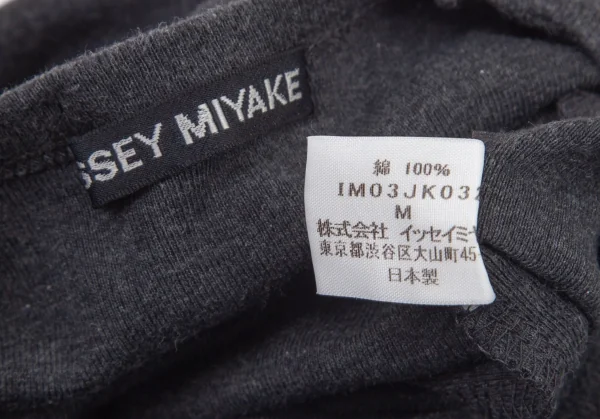 SSEY MIYAKE
綿 100%
IM03JK032
M
株式会社 イッセイミヤ
東京都渋谷区大山町45
日本製